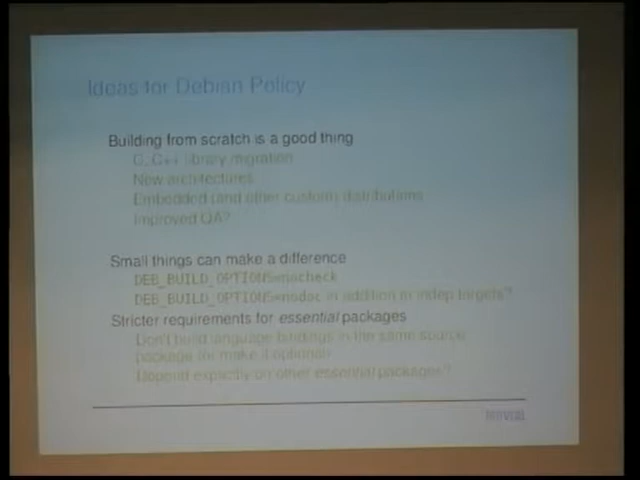 Ideas for Debian Policy
Building from scratch is a good thing
C, C++ library migration
New architectures
Embedded (and other custom) distributions
Improved QA?
Small things can make a difference
DEB_BUILD_OPTIONS=nocheck
DEB_BUILD_OPTIONS=nodoc in addition to indep targets?
Stricter requirements for essential packages
Don't build language bindings in the same source
package (or make it optional)
Depend explicitly on other essential packages?